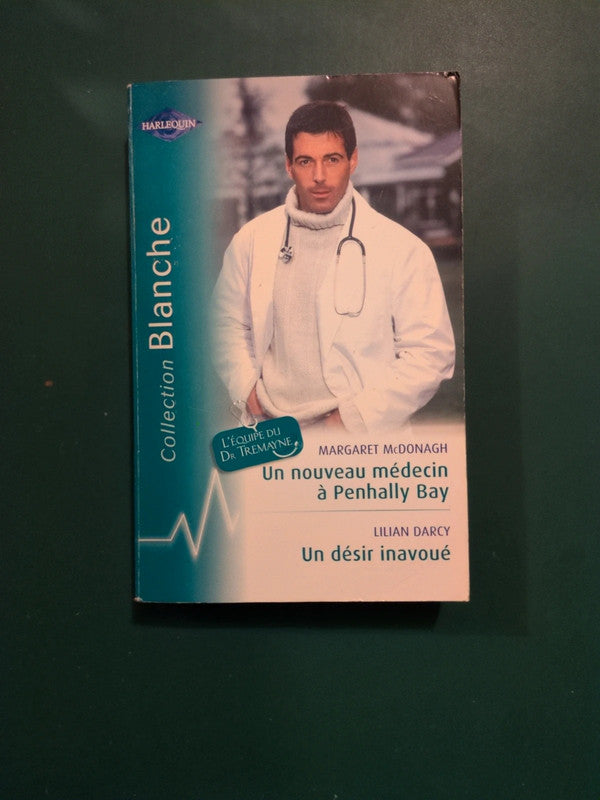 HARLEQUIN
Collection Blanche
L'ÉQUIPE DU
DR TREMAYNE
MARGARET McDONAGH
Un nouveau médecin
à Penhally Bay
LILIAN DARCY
Un désir inavoué